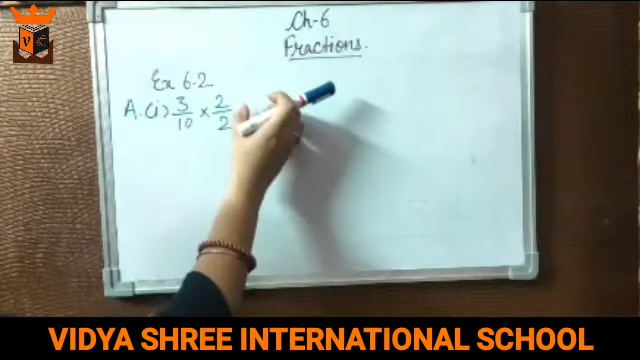 V S
Ch-6
Fractions.
Ex 6.2
A. (i) 3/10 × 2/2
VIDYA SHREE INTERNATIONAL SCHOOL